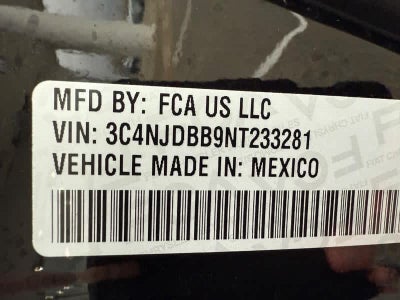 MFD BY: FCA US LLC
VIN: 3C4NJDBB9NT233281
VEHICLE MADE IN: MEXICO